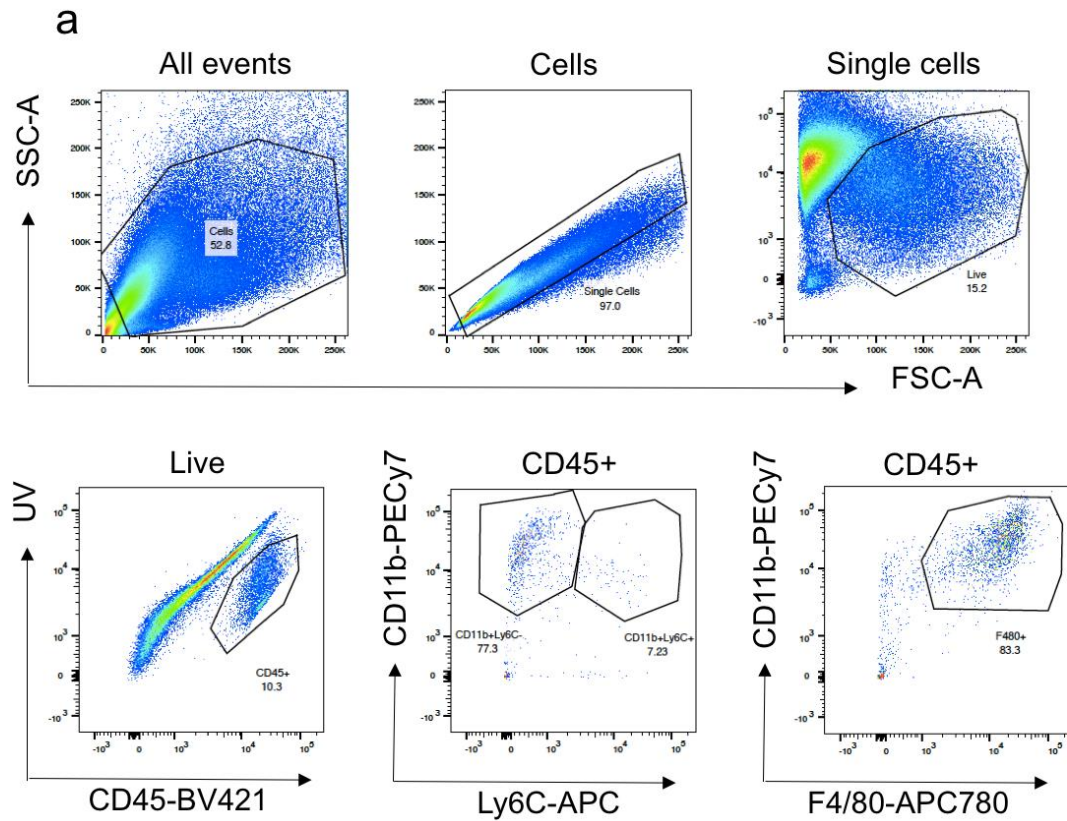 a
All events
Cells
Single cells
SSC-A
250K
200K
150K
100K
50K
0
Cells
52.8
0 50K 100K 150K 200K 250K
250K
200K
150K
100K
50K
0
Single Cells
97.0
0 50K 100K 150K 200K 250K
10^5
10^4
10^3
0
-10^3
Live
15.2
0 50K 100K 150K 200K 250K
FSC-A
Live
CD45+
CD45+
UV
10^5
10^4
10^3
0
-10^3
CD45+
10.3
-10^3 0 10^3 10^4 10^5
CD45-BV421
CD11b-PECy7
10^5
10^4
10^3
0
-10^3
CD11b+Ly6C-
77.3
CD11b+Ly6C+
7.23
-10^3 0 10^3 10^4 10^5
Ly6C-APC
CD11b-PECy7
10^5
10^4
10^3
0
-10^3
F480+
83.3
-10^3 0 10^3 10^4 10^5
F4/80-APC780